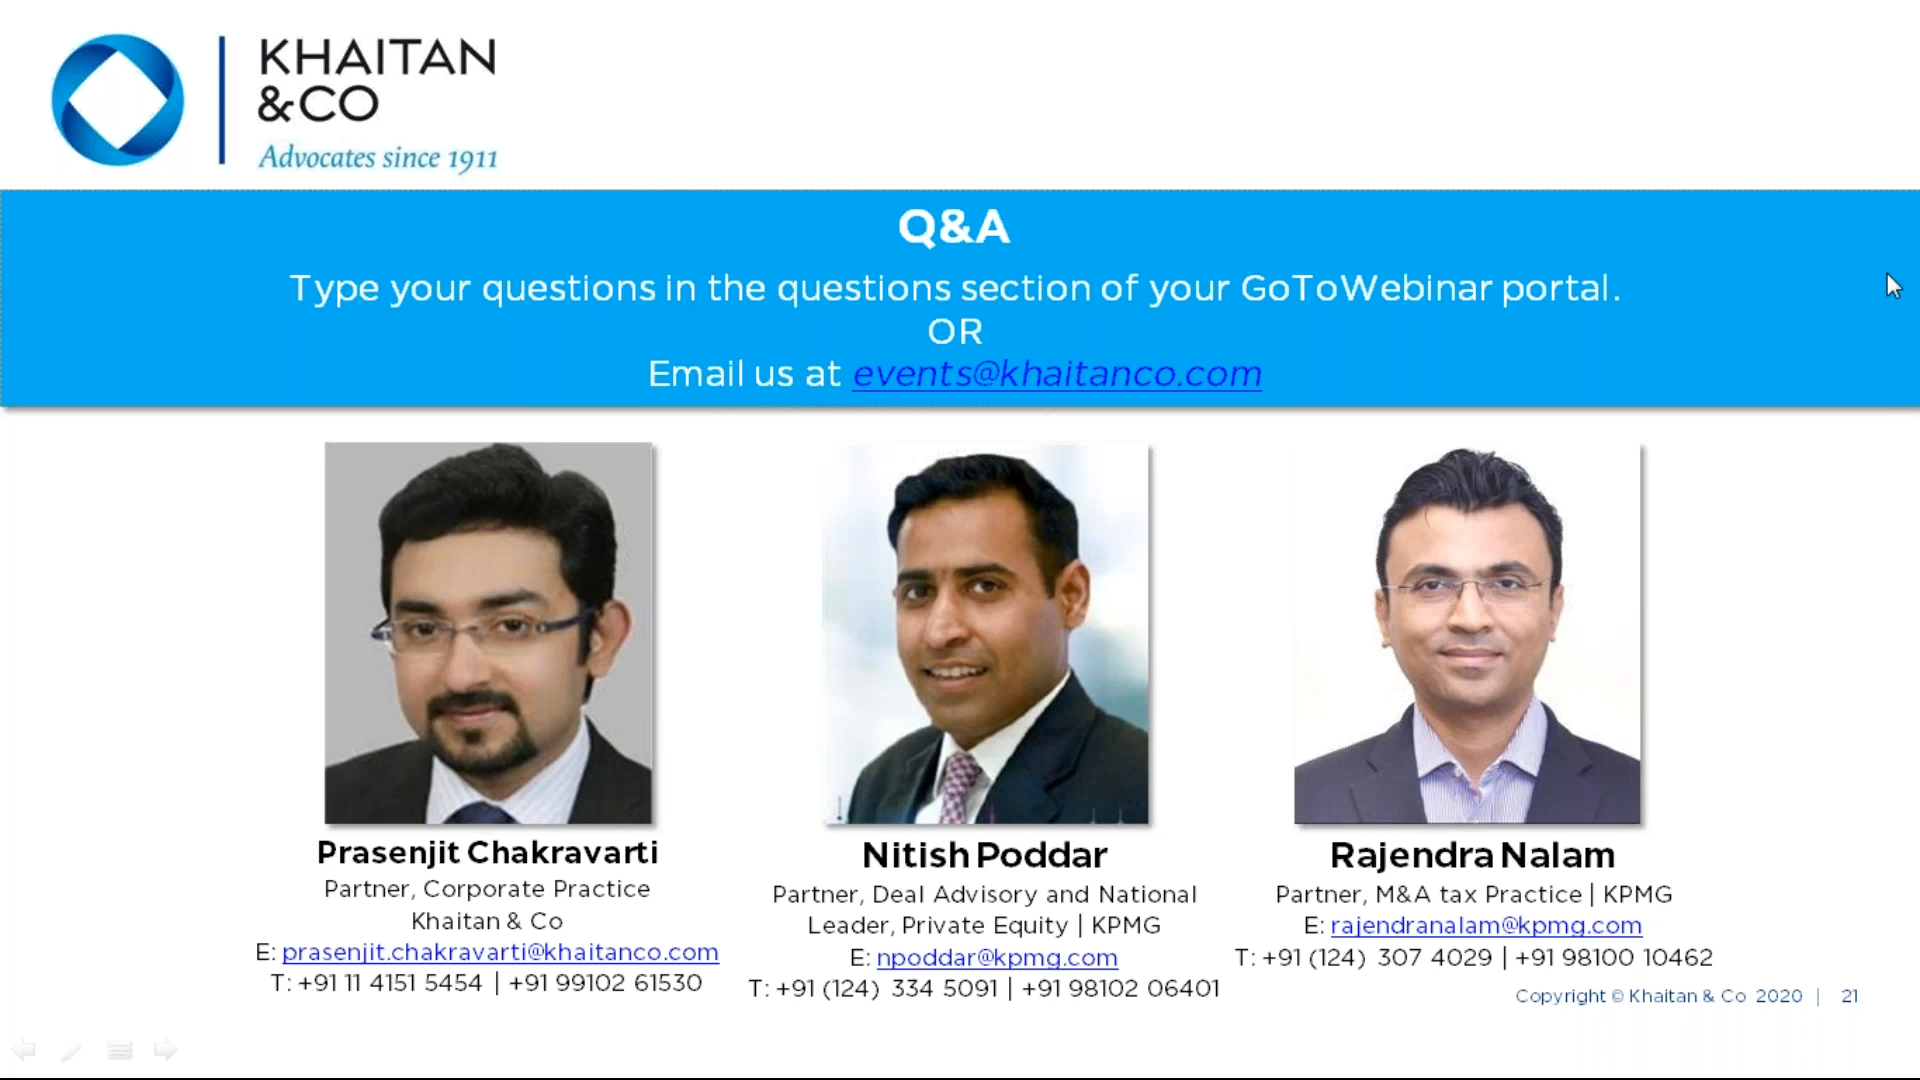 KHAITAN
&CO
Advocates since 1911
Q&A
Type your questions in the questions section of your GoToWebinar portal.
OR
Email us at events@khaitanco.com
Prasenjit Chakravarti
Partner, Corporate Practice
Khaitan & Co
E: prasenjit.chakravarti@khaitanco.com
T: +91 11 4151 5454 | +91 99102 61530
Nitish Poddar
Partner, Deal Advisory and National
Leader, Private Equity | KPMG
E: npoddar@kpmg.com
T: +91 (124) 334 5091 | +91 98102 06401
Rajendra Nalam
Partner, M&A tax Practice | KPMG
E: rajendranalam@kpmg.com
T: +91 (124) 307 4029 | +91 98100 10462
Copyright © Khaitan & Co 2020 | 21